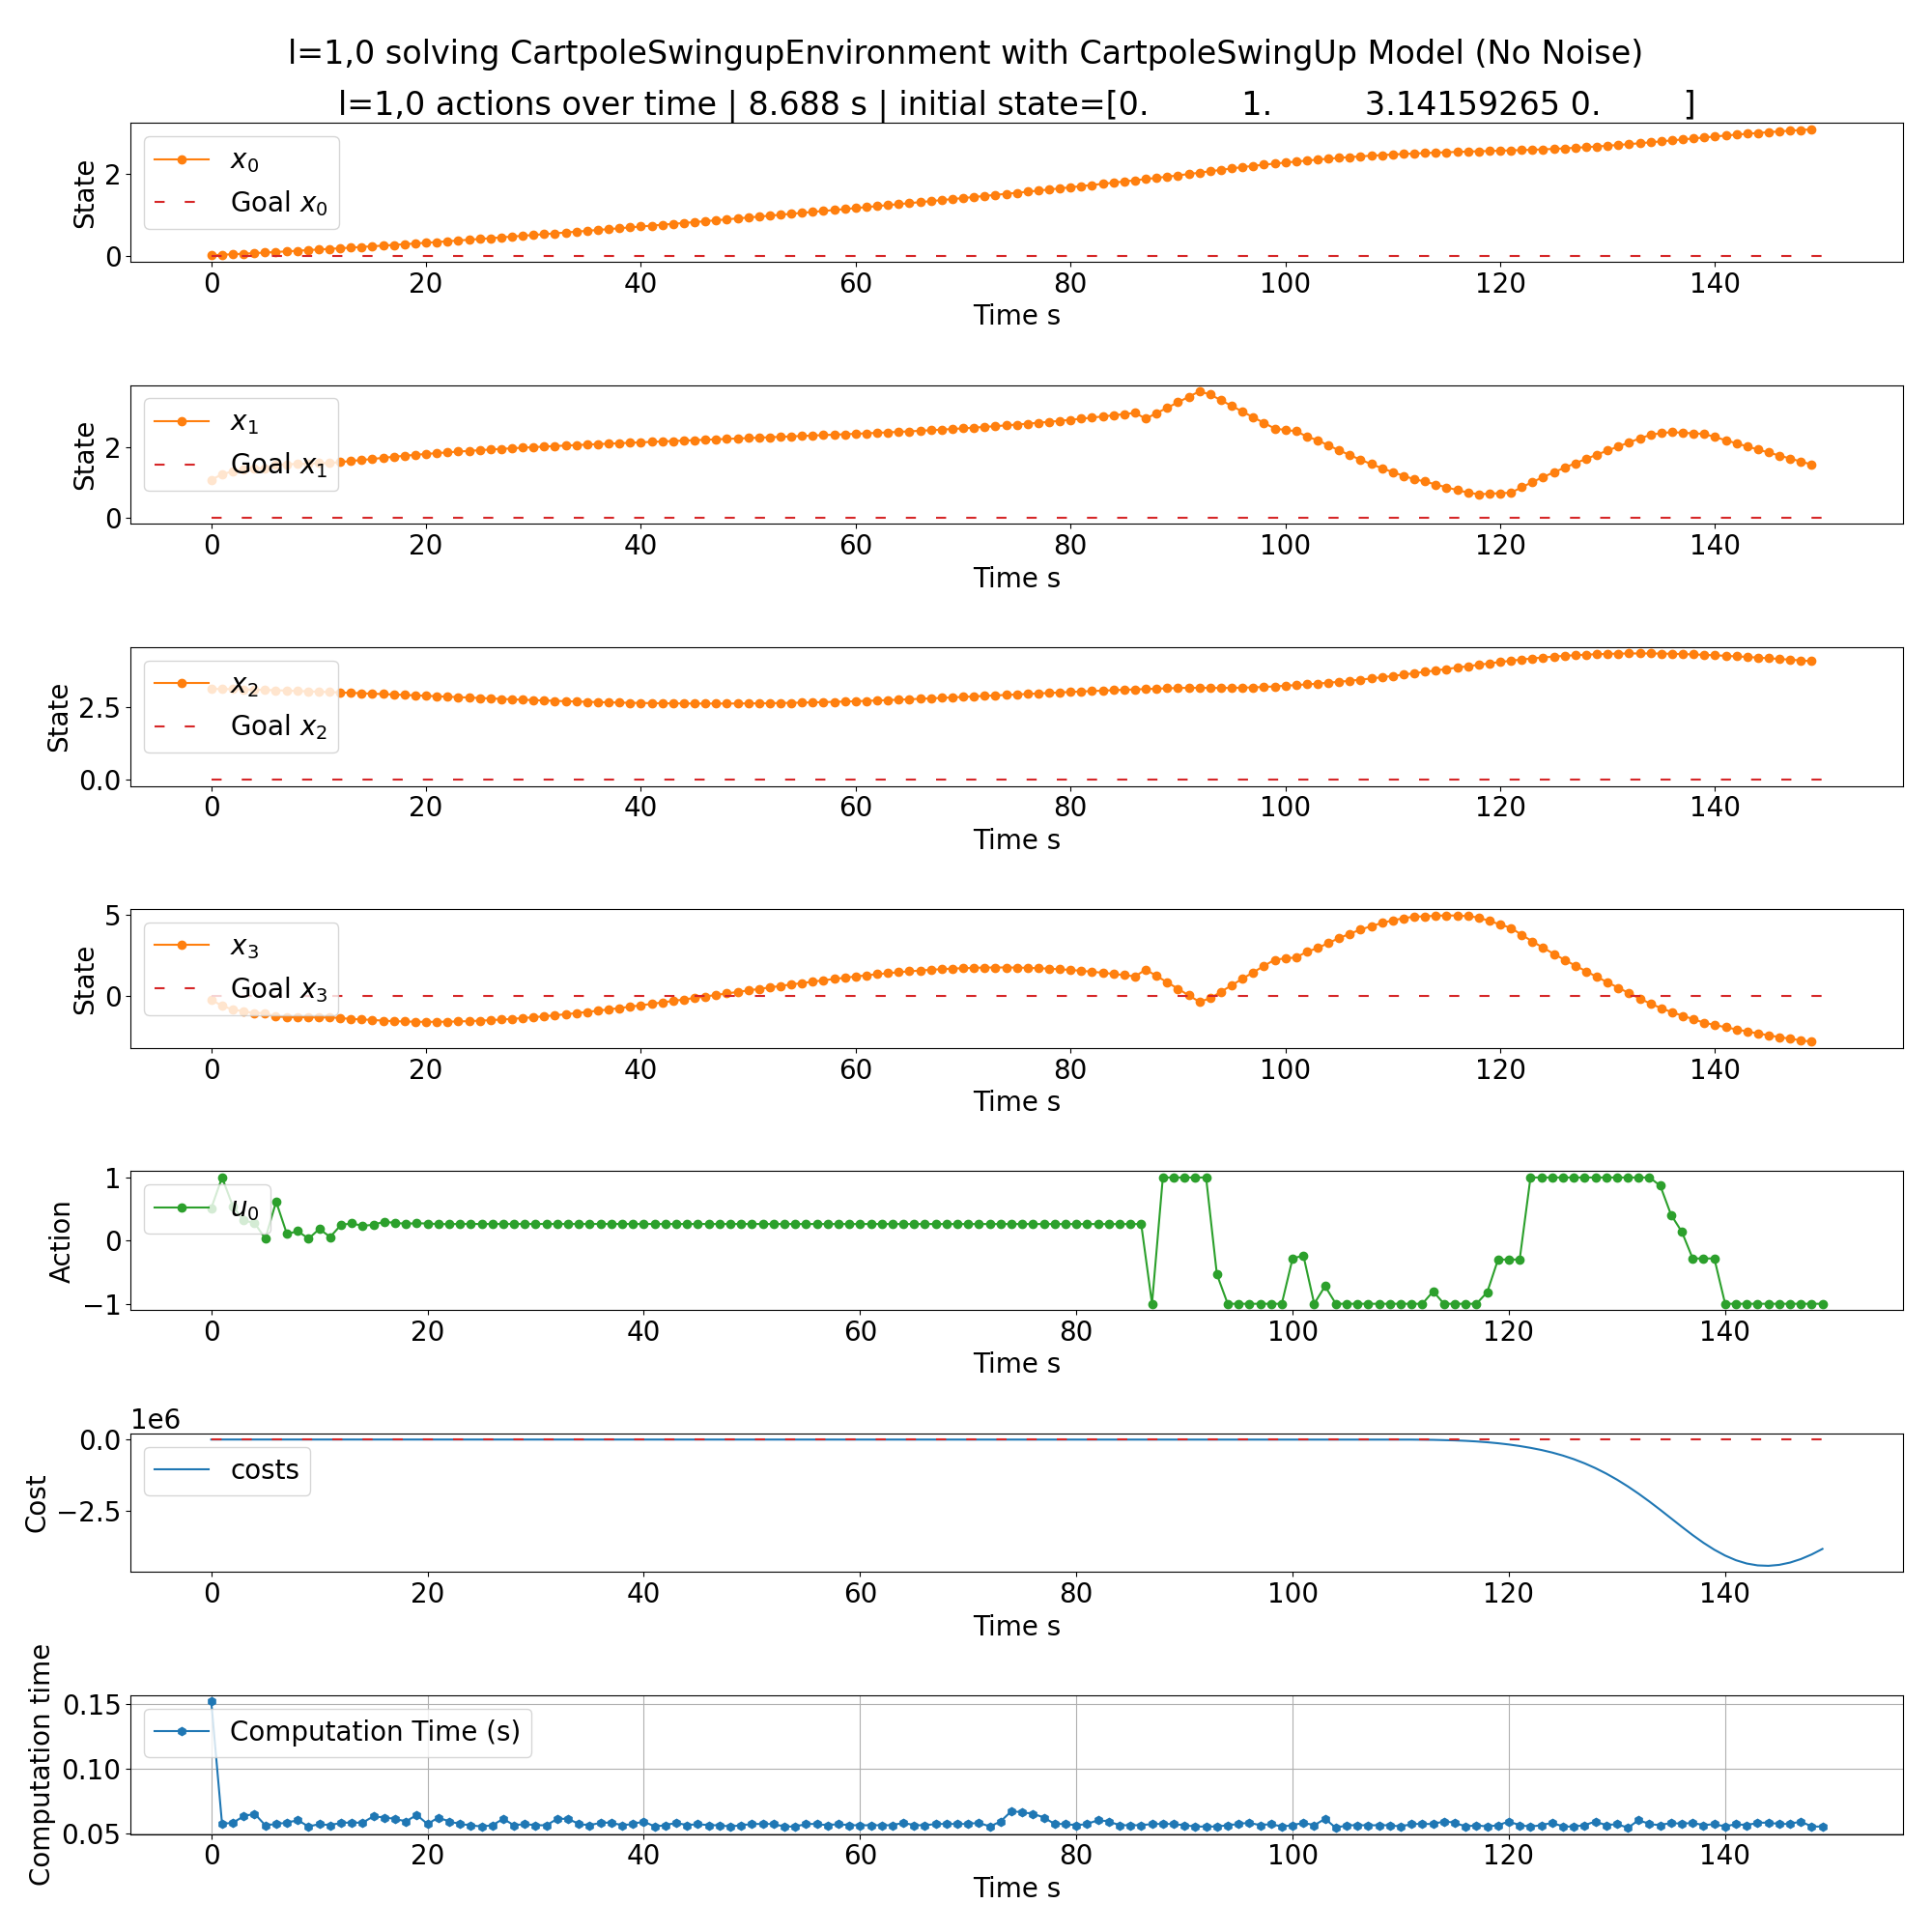 l=1,0 solving CartpoleSwingupEnvironment with CartpoleSwingUp Model (No Noise)
l=1,0 actions over time | 8.688 s | initial state=[0. 1. 3.14159265 0. ]
State
2
0
x₀
Goal x₀
0 20 40 60 80 100 120 140
Time s
State
2
0
x₁
Goal x₁
0 20 40 60 80 100 120 140
Time s
State
2.5
0.0
x₂
Goal x₂
0 20 40 60 80 100 120 140
Time s
State
5
0
x₃
Goal x₃
0 20 40 60 80 100 120 140
Time s
Action
1
0
−1
u₀
0 20 40 60 80 100 120 140
Time s
1e6
Cost
0.0
−2.5
costs
0 20 40 60 80 100 120 140
Time s
Computation time
0.15
0.10
0.05
Computation Time (s)
0 20 40 60 80 100 120 140
Time s